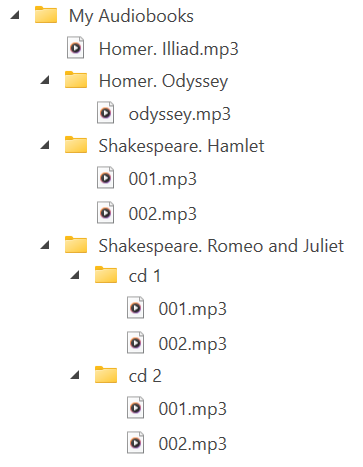 My Audiobooks
Homer. Illiad.mp3
Homer. Odyssey
odyssey.mp3
Shakespeare. Hamlet
001.mp3
002.mp3
Shakespeare. Romeo and Juliet
cd 1
001.mp3
002.mp3
cd 2
001.mp3
002.mp3